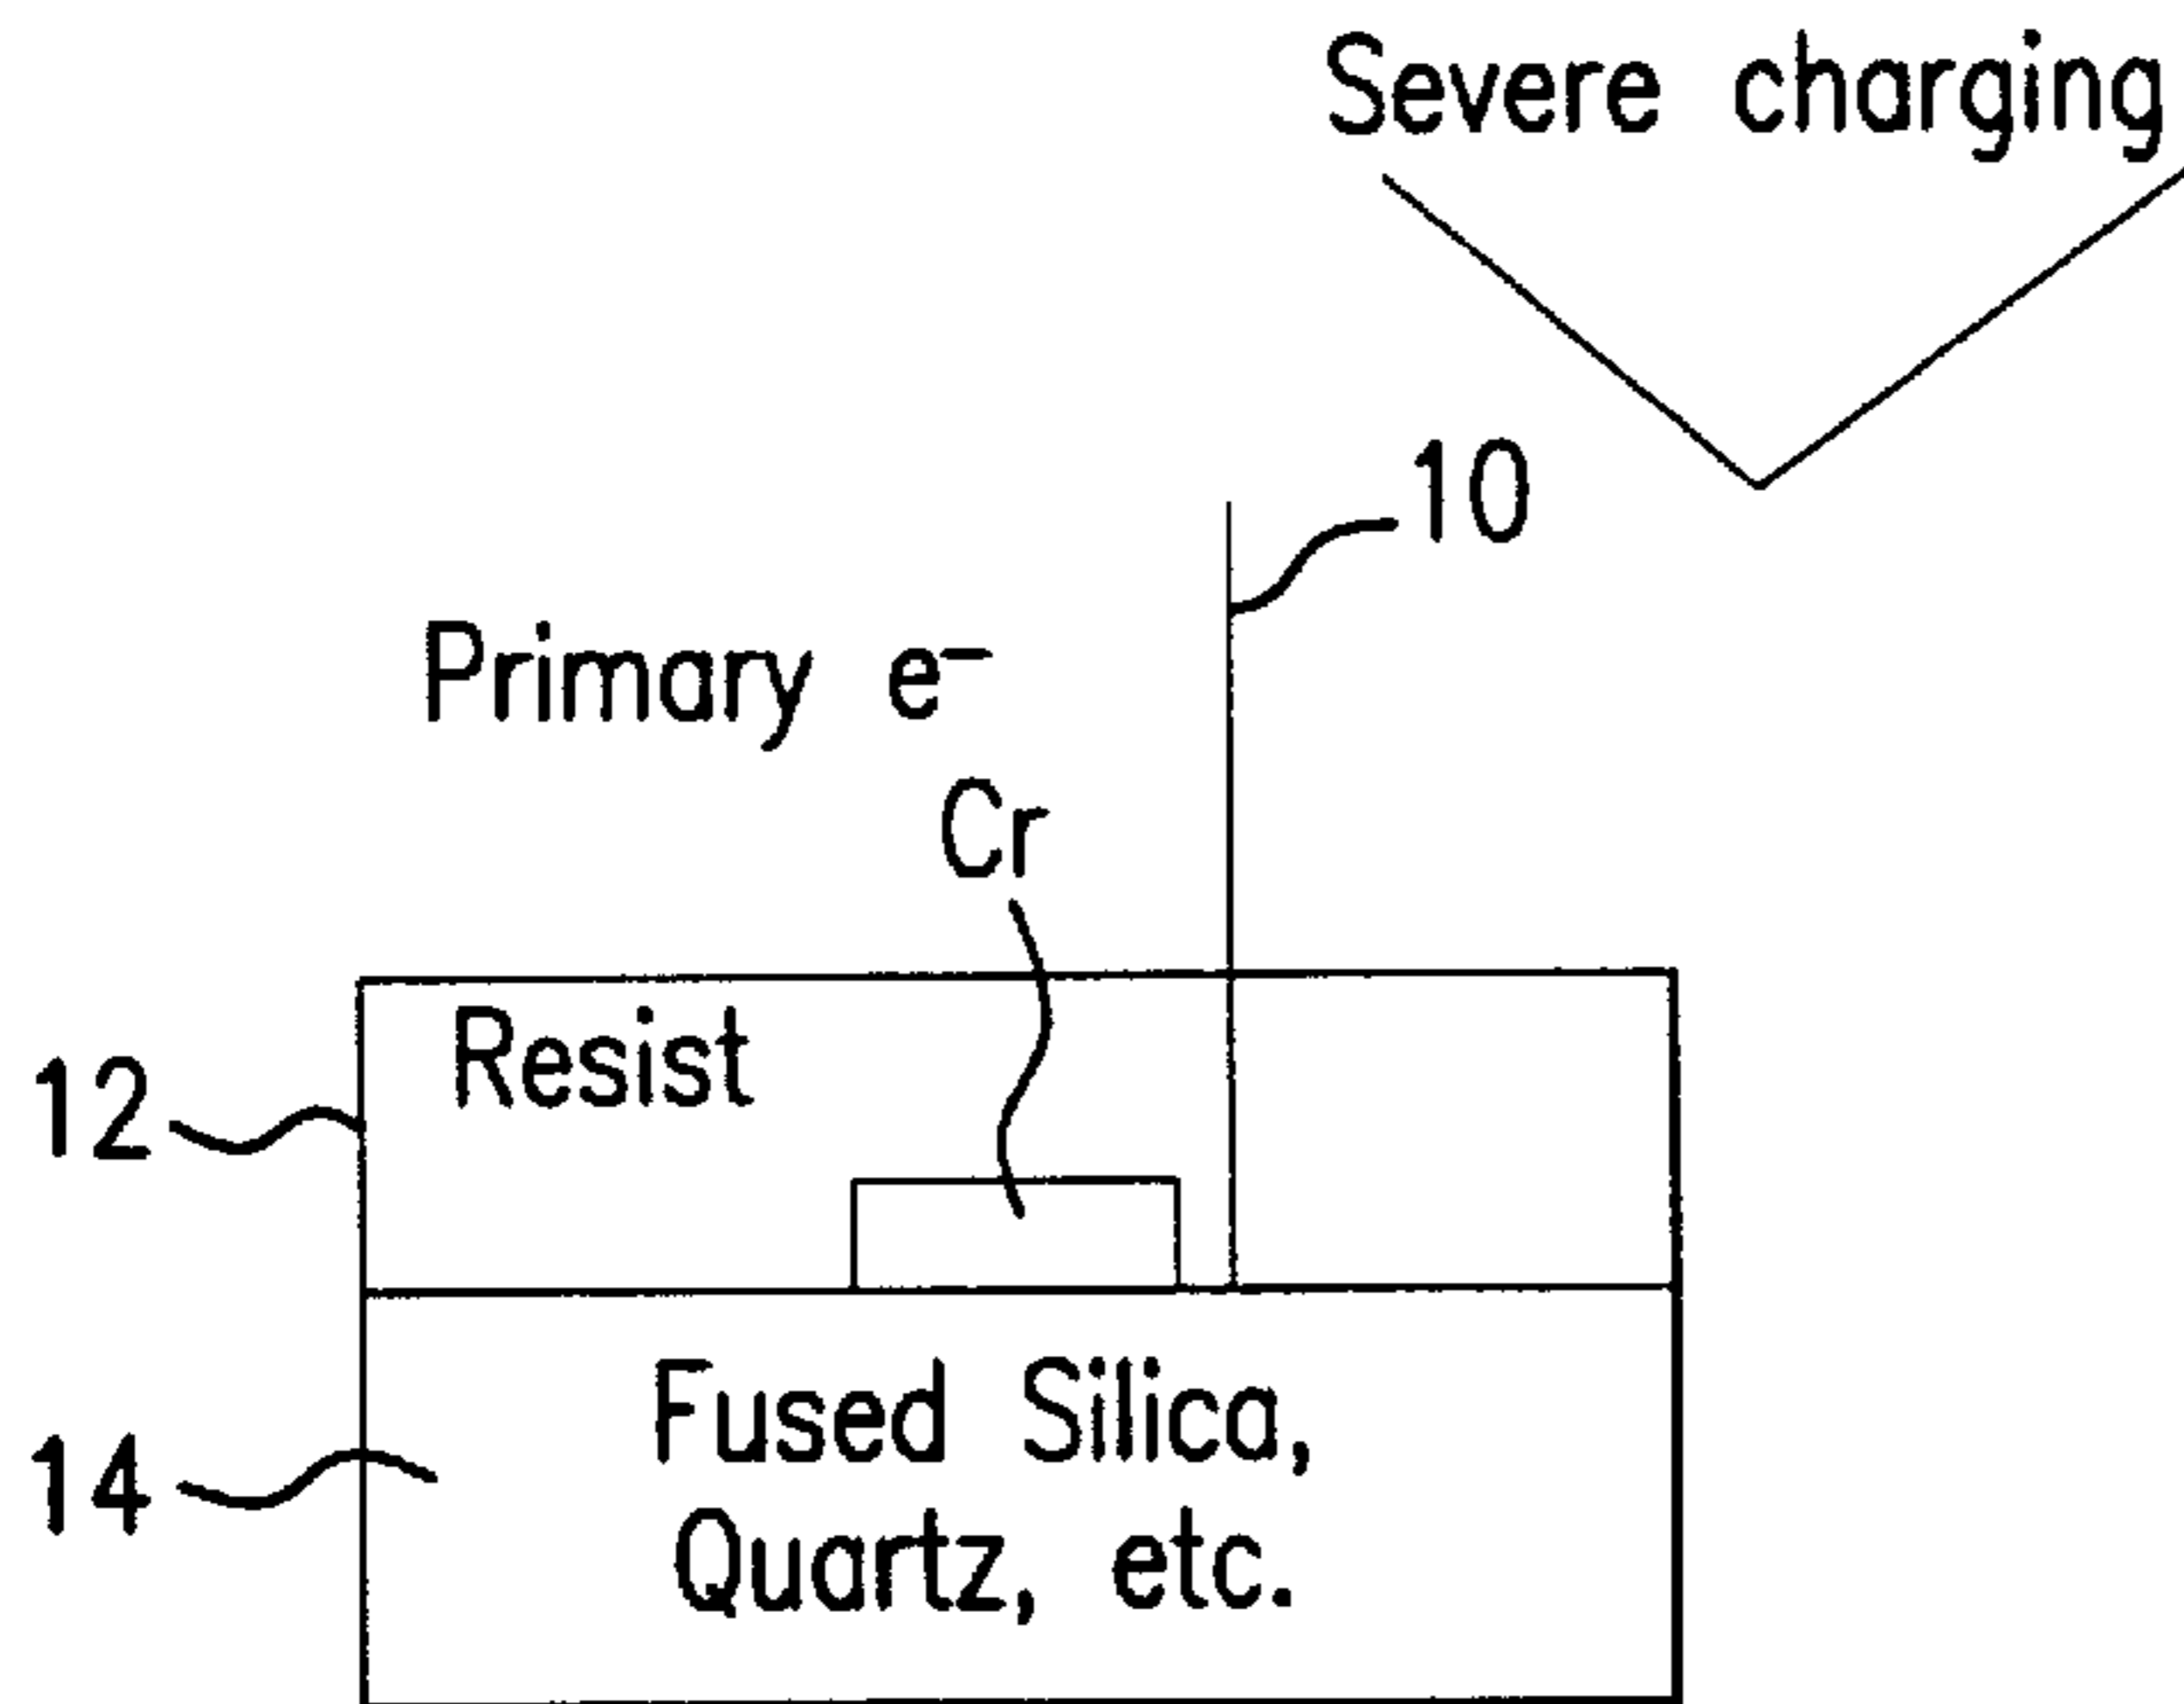 Severe charging
10
Primary e⁻
Cr
Resist
12
Fused Silica,
14
Quartz, etc.